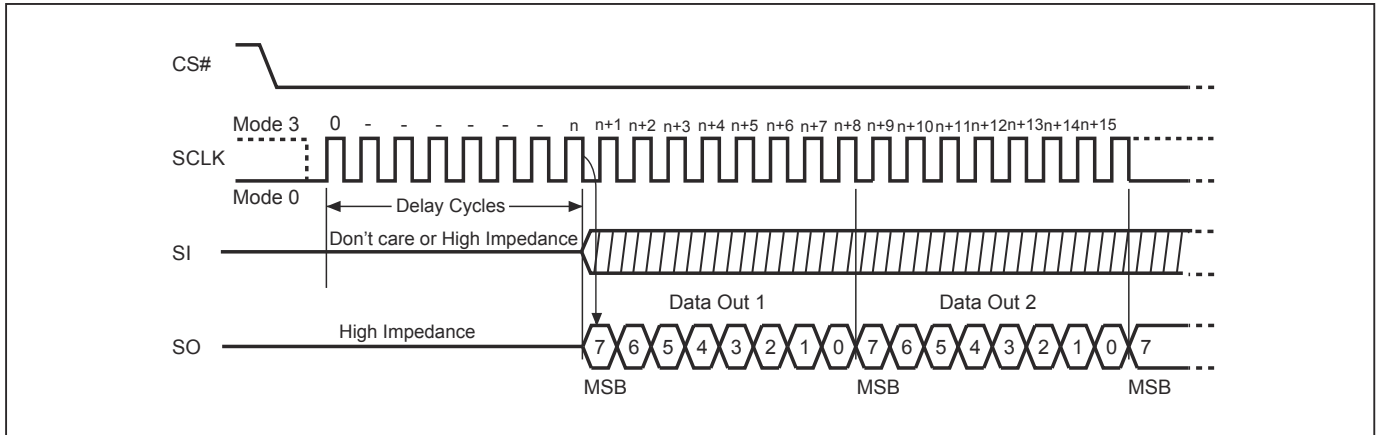 CS#
Mode 3 0 - - - - - - n n+1 n+2 n+3 n+4 n+5 n+6 n+7 n+8 n+9 n+10 n+11 n+12 n+13 n+14 n+15
SCLK
Mode 0
Delay Cycles
Don't care or High Impedance
SI
Data Out 1 Data Out 2
High Impedance
SO 7 6 5 4 3 2 1 0 7 6 5 4 3 2 1 0 7
MSB MSB MSB